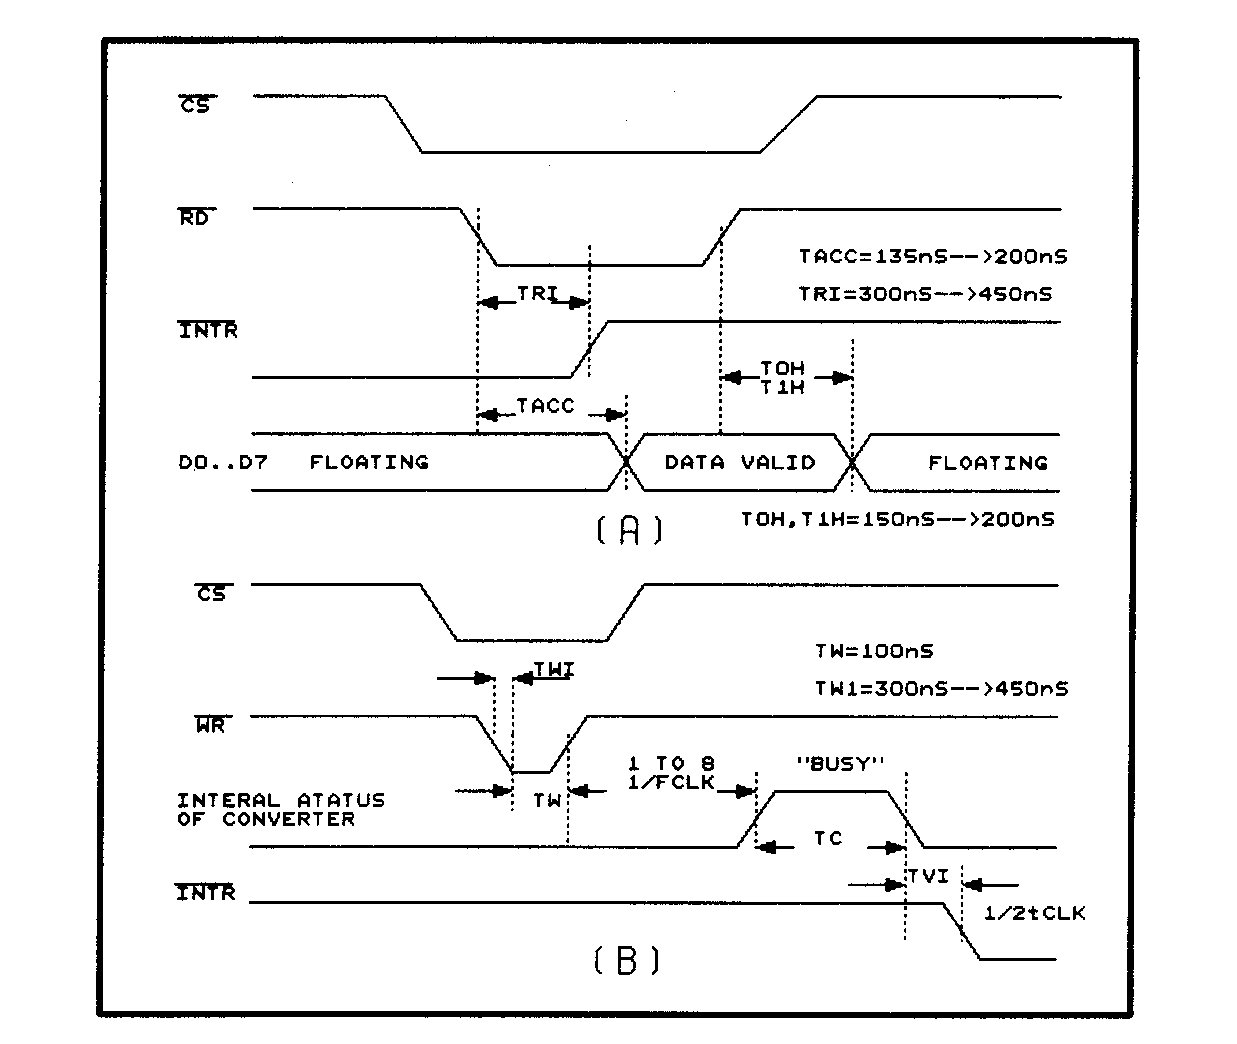 CS
RD
TACC=135nS-->200nS
TRI
TRI=300nS-->450nS
INTR
T0H
T1H
TACC
D0..D7 FLOATING DATA VALID FLOATING
T0H,T1H=150nS-->200nS
(A)
CS
TW=100nS
TWI
TW1=300nS-->450nS
WR
1 TO 8
1/FCLK
"BUSY"
TW
INTERAL ATATUS
OF CONVERTER
TC
TVI
INTR
1/2tCLK
(B)